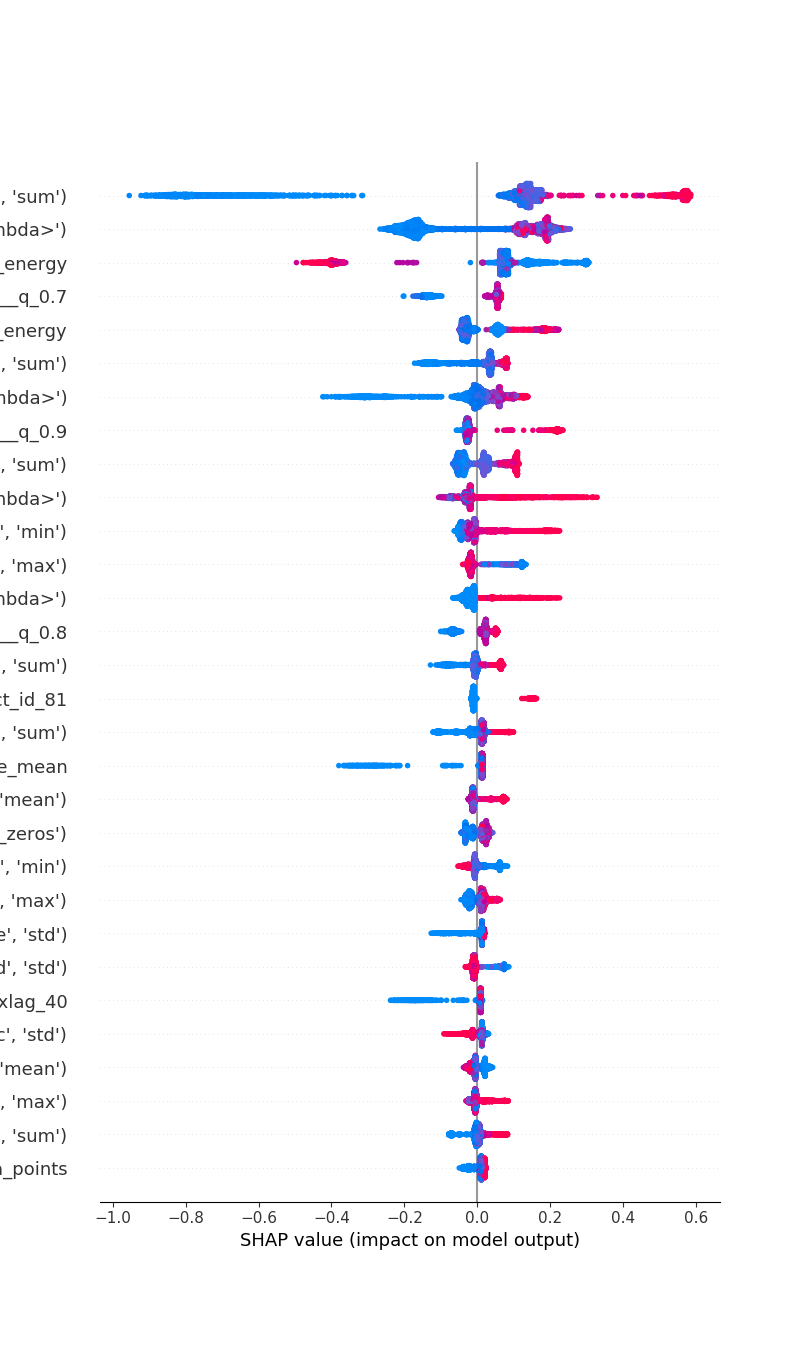 , 'sum')
nbda>')
_energy
__q_0.7
_energy
, 'sum')
nbda>')
__q_0.9
, 'sum')
nbda>')
', 'min')
, 'max')
nbda>')
__q_0.8
, 'sum')
ct_id_81
, 'sum')
e_mean
'mean')
_zeros')
', 'min')
, 'max')
e', 'std')
d', 'std')
xlag_40
c', 'std')
'mean')
, 'max')
, 'sum')
_points
−1.0 −0.8 −0.6 −0.4 −0.2 0.0 0.2 0.4 0.6
SHAP value (impact on model output)